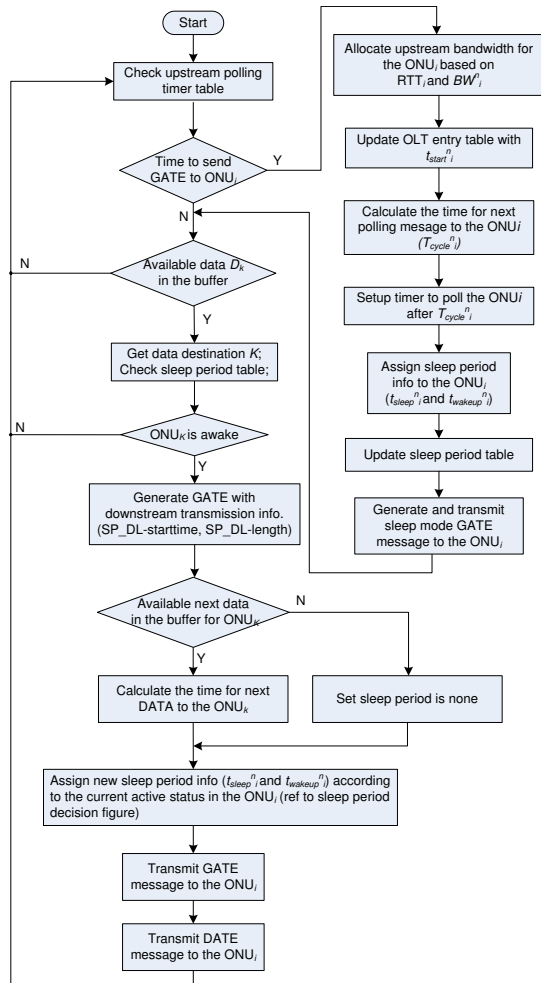 Start
Check upstream polling
timer table
Time to send
GATE to ONUi
Y
N
Available data Dk
in the buffer
N
Y
Get data destination K;
Check sleep period table;
ONUK is awake
N
Y
Generate GATE with
downstream transmission info.
(SP_DL-starttime, SP_DL-length)
Available next data
in the buffer for ONUK
N
Y
Calculate the time for next
DATA to the ONUk
Set sleep period is none
Assign new sleep period info (tsleepni and twakeupni) according
to the current active status in the ONUi (ref to sleep period
decision figure)
Transmit GATE
message to the ONUi
Transmit DATE
message to the ONUi
Allocate upstream bandwidth for
the ONUi based on
RTTi and BWni
Update OLT entry table with
tstartni
Calculate the time for next
polling mesage to the ONUi
(Tcycleni)
Setup timer to poll the ONUi
after Tcycleni
Assign sleep period
info to the ONUi
(tsleepni and twakeupni)
Update sleep period table
Generate and transmit
sleep mode GATE
message to the ONUi